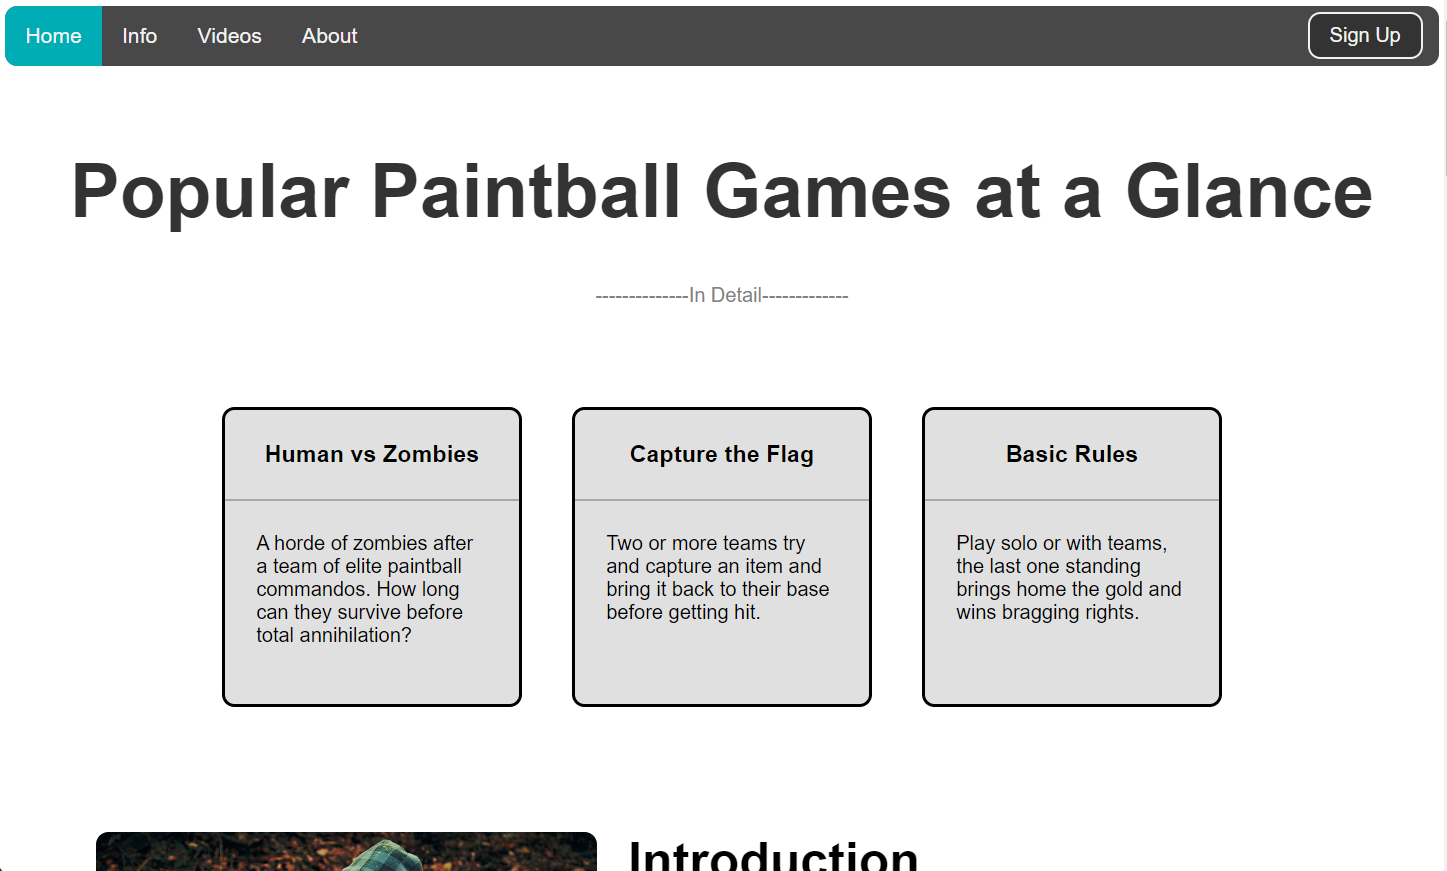 Home Info Videos About Sign Up
Popular Paintball Games at a Glance
--------------In Detail-------------
Human vs Zombies
A horde of zombies after
a team of elite paintball
commandos. How long
can they survive before
total annihilation?
Capture the Flag
Two or more teams try
and capture an item and
bring it back to their base
before getting hit.
Basic Rules
Play solo or with teams,
the last one standing
brings home the gold and
wins bragging rights.
Introduction